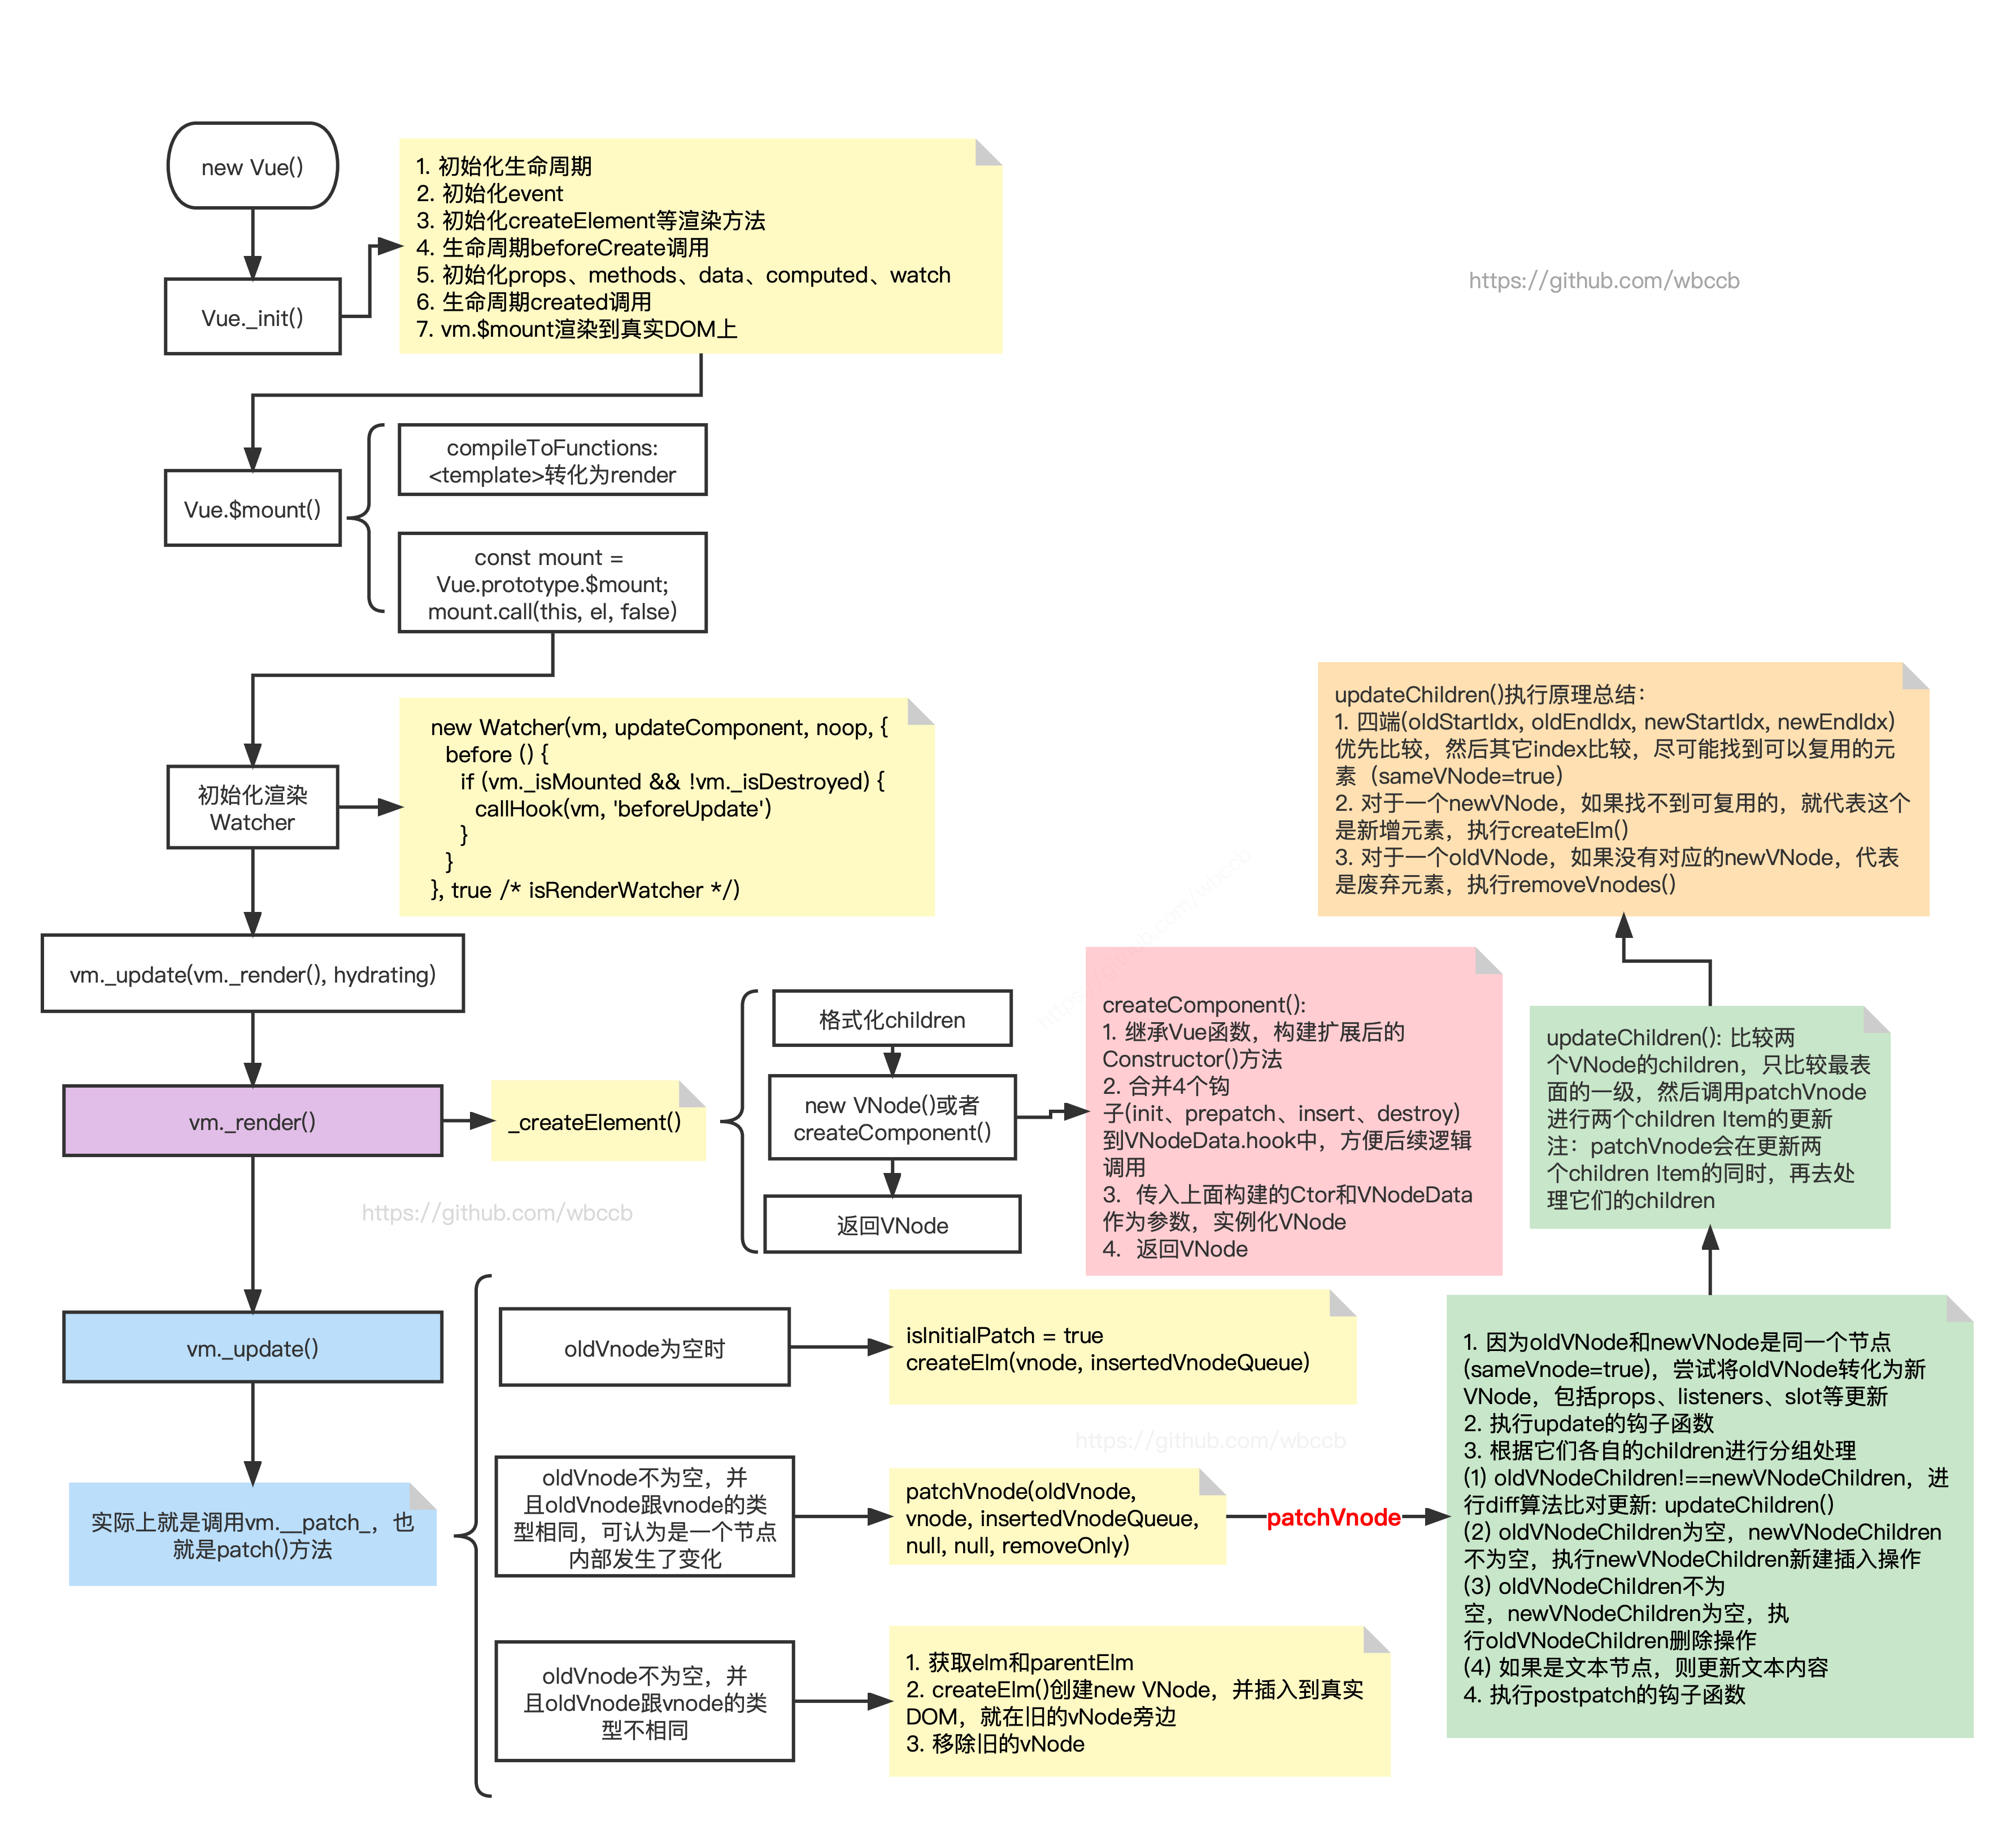 new Vue()
1. 初始化生命周期
2. 初始化event
3. 初始化createElement等渲染方法
4. 生命周期beforeCreate调用
5. 初始化props、methods、data、computed、watch
6. 生命周期created调用
7. vm.$mount渲染到真实DOM上
https://github.com/wbccb
Vue._init()
compileToFunctions:
<template>转化为render
Vue.$mount()
const mount =
Vue.prototype.$mount;
mount.call(this, el, false)
初始化渲染
Watcher
new Watcher(vm, updateComponent, noop, {
before () {
if (vm._isMounted && !vm._isDestroyed) {
callHook(vm, 'beforeUpdate')
}
}
}, true /* isRenderWatcher */)
updateChildren()执行原理总结：
1. 四端(oldStartIdx, oldEndIdx, newStartIdx, newEndIdx)
优先比较，然后其它index比较，尽可能找到可以复用的元
素（sameVNode=true）
2. 对于一个newVNode，如果找不到可复用的，就代表这个
是新增元素，执行createElm()
3. 对于一个oldVNode，如果没有对应的newVNode，代表
是废弃元素，执行removeVnodes()
https://github.com/wbccb
vm._update(vm._render(), hydrating)
vm._render()
_createElement()
格式化children
new VNode()或者
createComponent()
返回VNode
createComponent():
1. 继承Vue函数，构建扩展后的
Constructor()方法
2. 合并4个钩
子(init、prepatch、insert、destroy)
到VNodeData.hook中，方便后续逻辑
调用
3.  传入上面构建的Ctor和VNodeData
作为参数，实例化VNode
4.  返回VNode
updateChildren(): 比较两
个VNode的children，只比较最表
面的一级，然后调用patchVnode
进行两个children Item的更新
注：patchVnode会在更新两
个children Item的同时，再去处
理它们的children
https://github.com/wbccb
vm._update()
实际上就是调用vm.__patch_，也
就是patch()方法
oldVnode为空时
isInitialPatch = true
createElm(vnode, insertedVnodeQueue)
https://github.com/wbccb
oldVnode不为空，并
且oldVnode跟vnode的类
型相同，可认为是一个节点
内部发生了变化
patchVnode(oldVnode,
vnode, insertedVnodeQueue,
null, null, removeOnly)
patchVnode
1. 因为oldVNode和newVNode是同一个节点
(sameVnode=true)，尝试将oldVNode转化为新
VNode，包括props、listeners、slot等更新
2. 执行update的钩子函数
3. 根据它们各自的children进行分组处理
(1) oldVNodeChildren!==newVNodeChildren，进
行diff算法比对更新: updateChildren()
(2) oldVNodeChildren为空，newVNodeChildren
不为空，执行newVNodeChildren新建插入操作
(3) oldVNodeChildren不为
空，newVNodeChildren为空，执
行oldVNodeChildren删除操作
(4) 如果是文本节点，则更新文本内容
4. 执行postpatch的钩子函数
oldVnode不为空，并
且oldVnode跟vnode的类
型不相同
1. 获取elm和parentElm
2. createElm()创建new VNode，并插入到真实
DOM，就在旧的vNode旁边
3. 移除旧的vNode